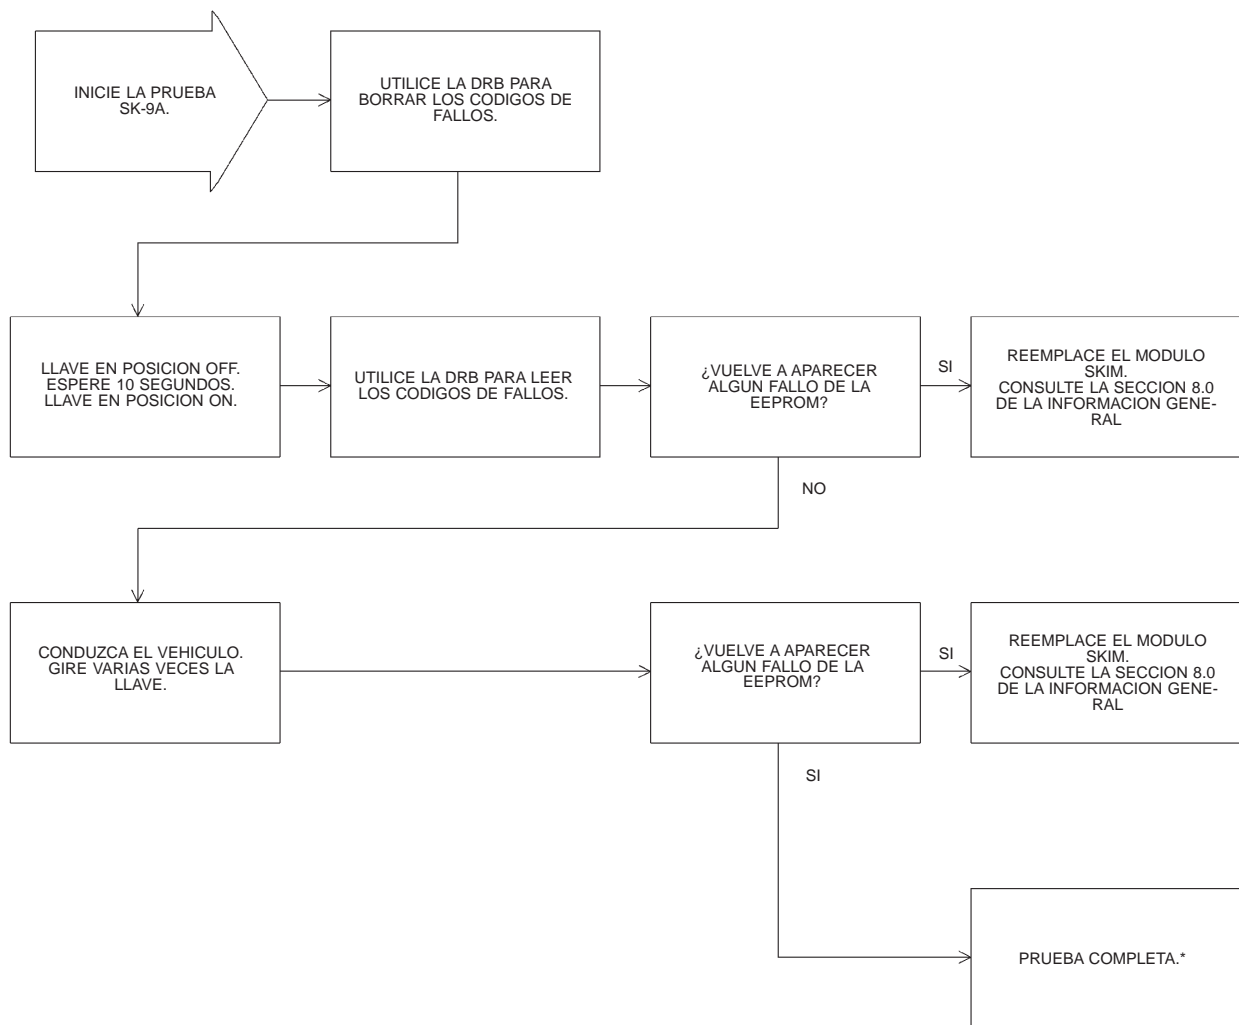 INICIE LA PRUEBA
SK-9A.
UTILICE LA DRB PARA
BORRAR LOS CODIGOS DE
FALLOS.
LLAVE EN POSICION OFF.
ESPERE 10 SEGUNDOS.
LLAVE EN POSICION ON.
UTILICE LA DRB PARA LEER
LOS CODIGOS DE FALLOS.
¿VUELVE A APARECER
ALGUN FALLO DE LA
EEPROM?
SI
REEMPLACE EL MODULO
SKIM.
CONSULTE LA SECCION 8.0
DE LA INFORMACION GENE-
RAL
NO
CONDUZCA EL VEHICULO.
GIRE VARIAS VECES LA
LLAVE.
¿VUELVE A APARECER
ALGUN FALLO DE LA
EEPROM?
SI
REEMPLACE EL MODULO
SKIM.
CONSULTE LA SECCION 8.0
DE LA INFORMACION GENE-
RAL
SI
PRUEBA COMPLETA.*